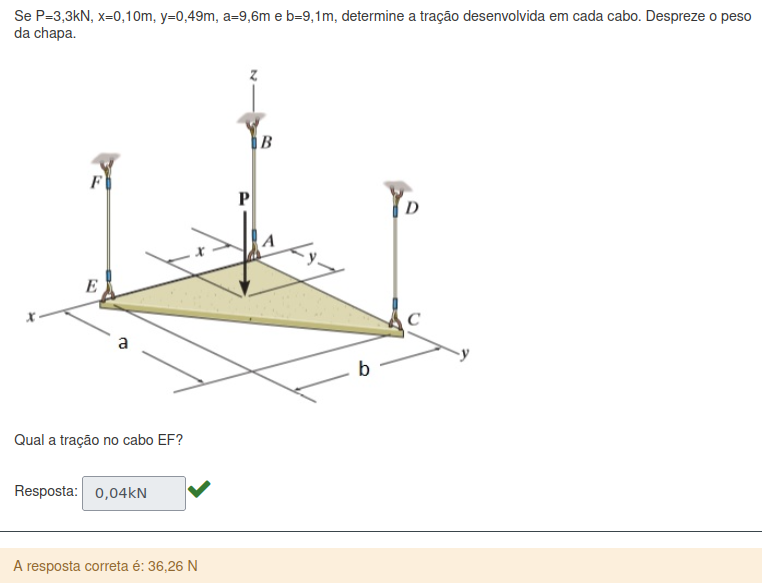 Se P=3,3kN, x=0,10m, y=0,49m, a=9,6m e b=9,1m, determine a tração desenvolvida em cada cabo. Despreze o peso
da chapa.
z
B
F
P
D
A
x
y
E
x
C
a
y
b
Qual a tração no cabo EF?
Resposta: 0,04kN
A resposta correta é: 36,26 N